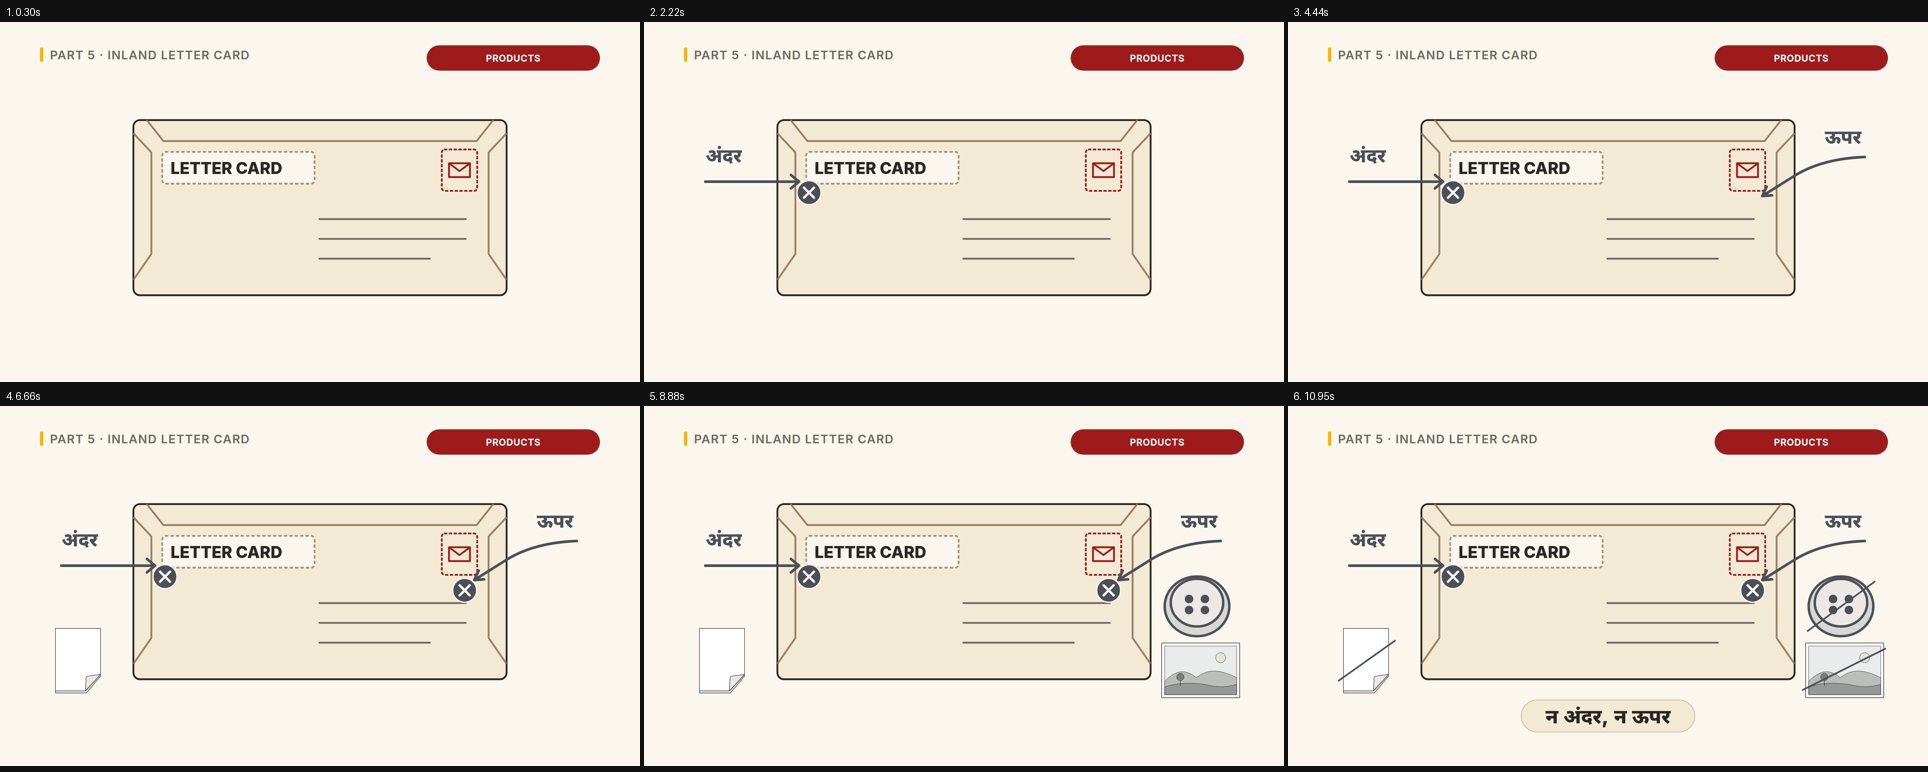 1. 0.30s
PART 5 · INLAND LETTER CARD
PRODUCTS
LETTER CARD
2. 2.22s
PART 5 · INLAND LETTER CARD
PRODUCTS
अंदर
LETTER CARD
3. 4.44s
PART 5 · INLAND LETTER CARD
PRODUCTS
ऊपर
अंदर
LETTER CARD
4. 6.66s
PART 5 · INLAND LETTER CARD
PRODUCTS
ऊपर
अंदर
LETTER CARD
5. 8.88s
PART 5 · INLAND LETTER CARD
PRODUCTS
ऊपर
अंदर
LETTER CARD
6. 10.95s
PART 5 · INLAND LETTER CARD
PRODUCTS
ऊपर
अंदर
LETTER CARD
न अंदर, न ऊपर